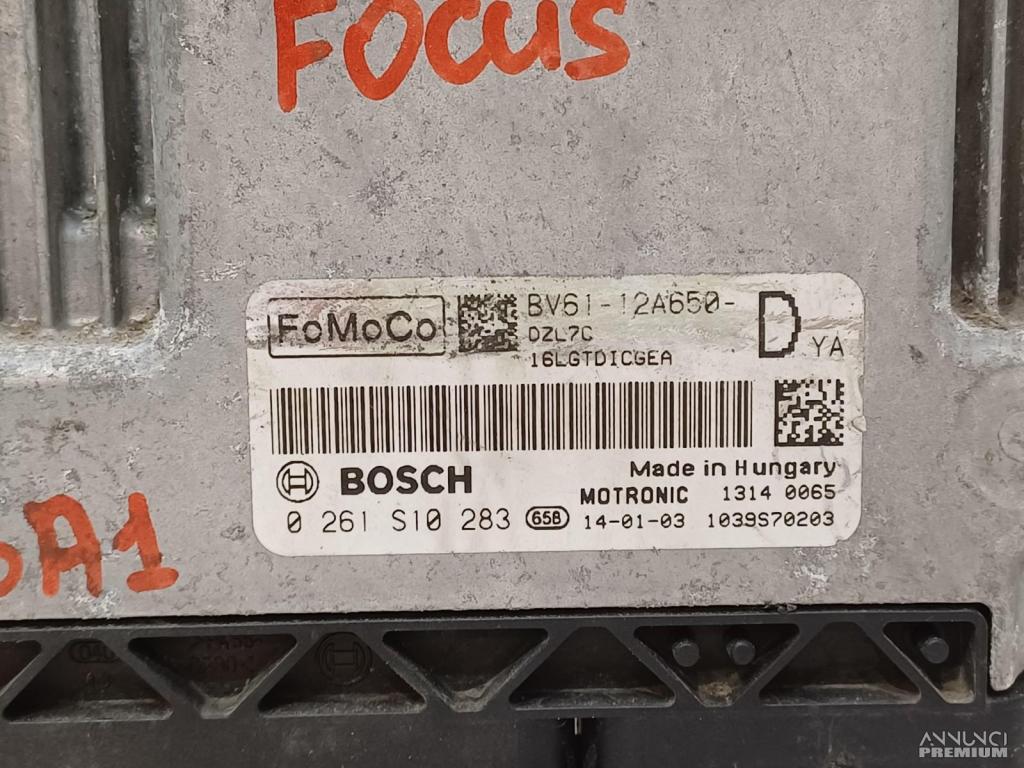 FOCUS
FoMoCo
BV61-12A650-
D YA
DZL7C
16LGTDICGEA
BOSCH
Made in Hungary
MOTRONIC 1314 0065
0 261 S10 283 658 14-01-03 1039S70203
A1
ANNUNCI
PREMIUM